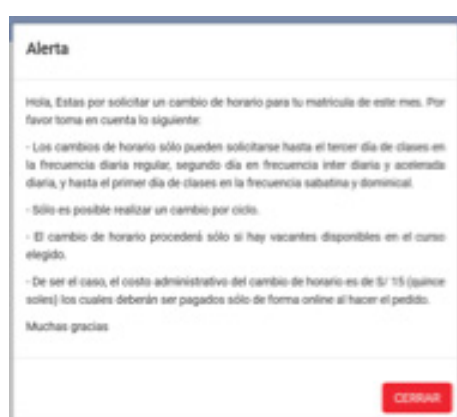 Alerta
Hola, Estas por solicitar un cambio de horario para tu matricula de este mes. Por
favor toma en cuenta lo siguiente:
- Los cambios de horario sólo pueden solicitarse hasta el tercer día de clases en
la frecuencia diaria regular, segundo día en frecuencia inter diaria y acelerada
diaria, y hasta el primer día de clases en la frecuencia sabatina y dominical.
- Sólo es posible realizar un cambio por ciclo.
- El cambio de horario procederá sólo si hay vacantes disponibles en el curso
elegido.
- De ser el caso, el costo administrativo del cambio de horario es de S/ 15 (quince
soles) los cuales deberán ser pagados sólo de forma online al hacer el pedido.
Muchas gracias
CERRAR